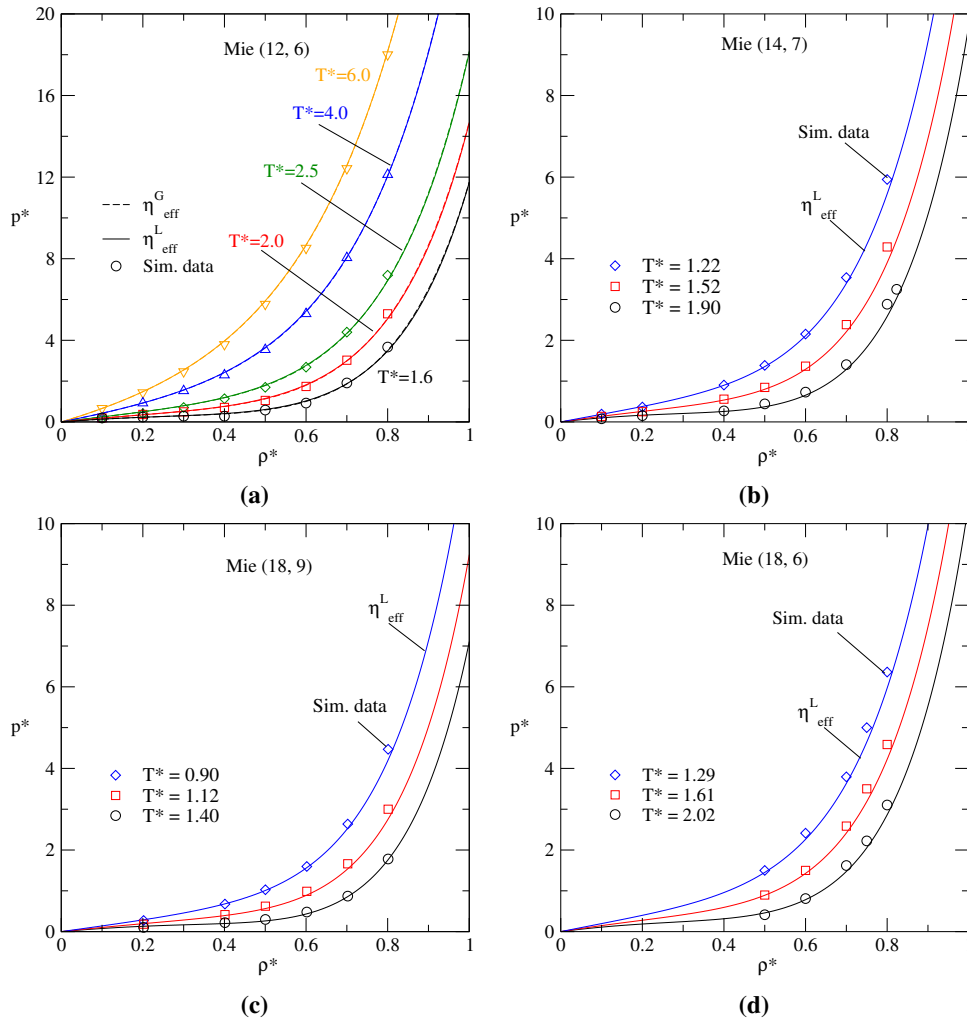 20
16
12
8
4
0
p*
Mie (12, 6)
T*=6.0
T*=4.0
T*=2.5
T*=2.0
T*=1.6
η^G_eff
η^L_eff
Sim. data
0 0.2 0.4 0.6 0.8 1
ρ*
(a)
10
8
6
4
2
0
p*
Mie (14, 7)
Sim. data
η^L_eff
T* = 1.22
T* = 1.52
T* = 1.90
0 0.2 0.4 0.6 0.8
ρ*
(b)
10
8
6
4
2
0
p*
Mie (18, 9)
η^L_eff
Sim. data
T* = 0.90
T* = 1.12
T* = 1.40
0 0.2 0.4 0.6 0.8 1
ρ*
(c)
10
8
6
4
2
0
p*
Mie (18, 6)
Sim. data
η^L_eff
T* = 1.29
T* = 1.61
T* = 2.02
0 0.2 0.4 0.6 0.8
ρ*
(d)